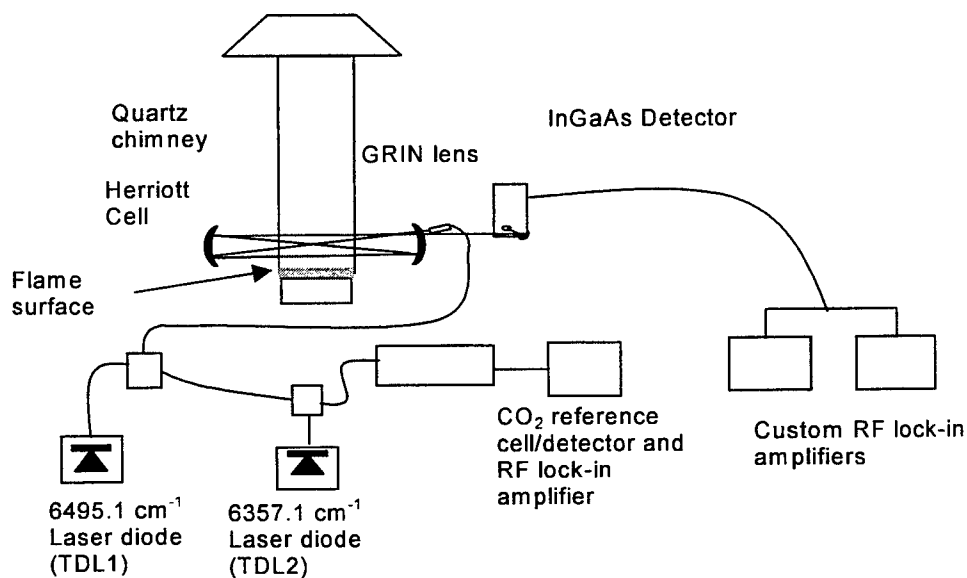 Quartz
chimney
InGaAs Detector
GRIN lens
Herriott
Cell
Flame
surface
CO₂ reference
cell/detector and
RF lock-in
amplifier
Custom RF lock-in
amplifiers
6495.1 cm⁻¹
Laser diode
(TDL1)
6357.1 cm⁻¹
Laser diode
(TDL2)